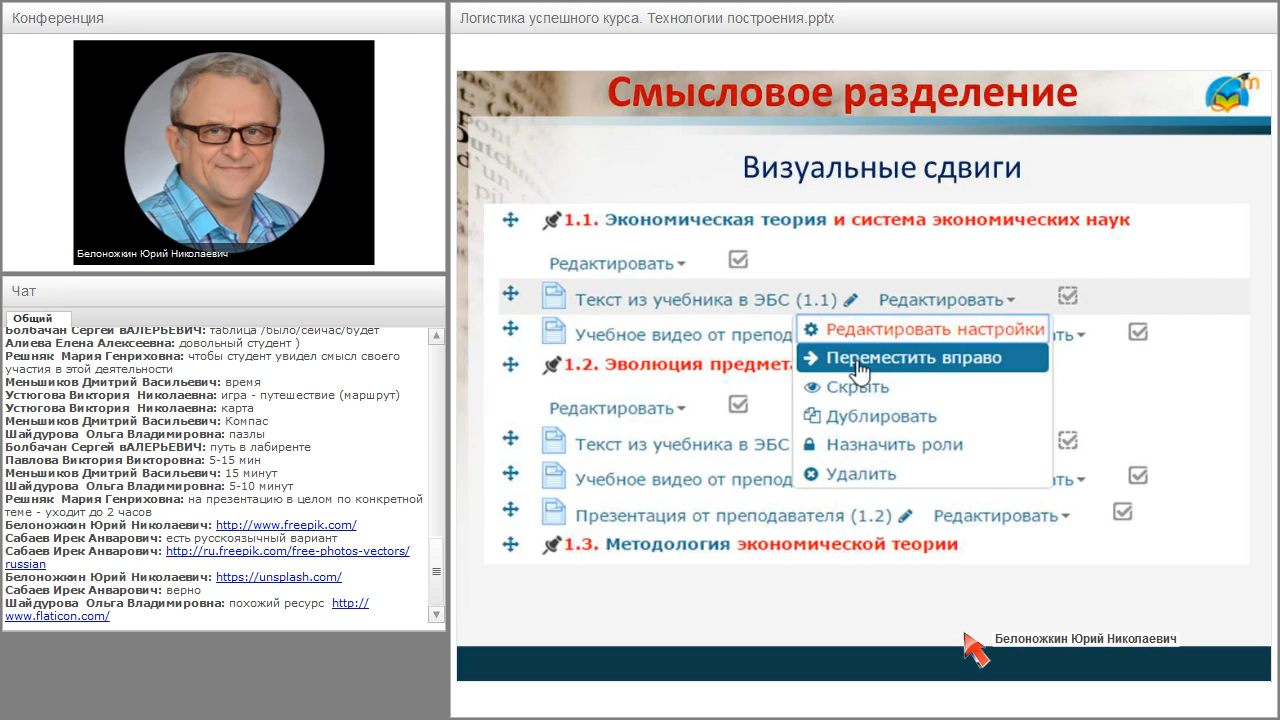 Конференция
Белоножкин Юрий Николаевич
Чат
Общий
Болбачан Сергей вАЛЕРЬЕВИЧ: таблица /было/сейчас/будет
Алиева Елена Алексеевна: довольный студент )
Решняк Мария Генриховна: чтобы студент увидел смысл своего
участия в этой деятельности
Меньшиков Дмитрий Васильевич: время
Устюгова Виктория Николаевна: игра - путешествие (маршрут)
Устюгова Виктория Николаевна: карта
Меньшиков Дмитрий Васильевич: Компас
Шайдурова Ольга Владимировна: пазлы
Болбачан Сергей вАЛЕРЬЕВИЧ: путь в лабиренте
Павлова Виктория Викторовна: 5-15 мин
Меньшиков Дмитрий Васильевич: 15 минут
Шайдурова Ольга Владимировна: 5-10 минут
Решняк Мария Генриховна: на презентацию в целом по конкретной
теме - уходит до 2 часов
Белоножкин Юрий Николаевич: http://www.freepik.com/
Сабаев Ирек Анварович: есть русскоязычный вариант
Сабаев Ирек Анварович: http://ru.freepik.com/free-photos-vectors/
russian
Белоножкин Юрий Николаевич: https://unsplash.com/
Сабаев Ирек Анварович: верно
Шайдурова Ольга Владимировна: похожий ресурс http://
www.flaticon.com/
Логистика успешного курса. Технологии построения.pptx
Смысловое разделение
Визуальные сдвиги
1.1. Экономическая теория и система экономических наук
Редактировать
Текст из учебника в ЭБС (1.1) Редактировать
Учебное видео от препод
Редактировать настройки
1.2. Эволюция предмет
Переместить вправо
Скрыть
Редактировать
Дублировать
Текст из учебника в ЭБС
Назначить роли
Учебное видео от препод
Удалить
Презентация от преподавателя (1.2) Редактировать
1.3. Методология экономической теории
Белоножкин Юрий Николаевич